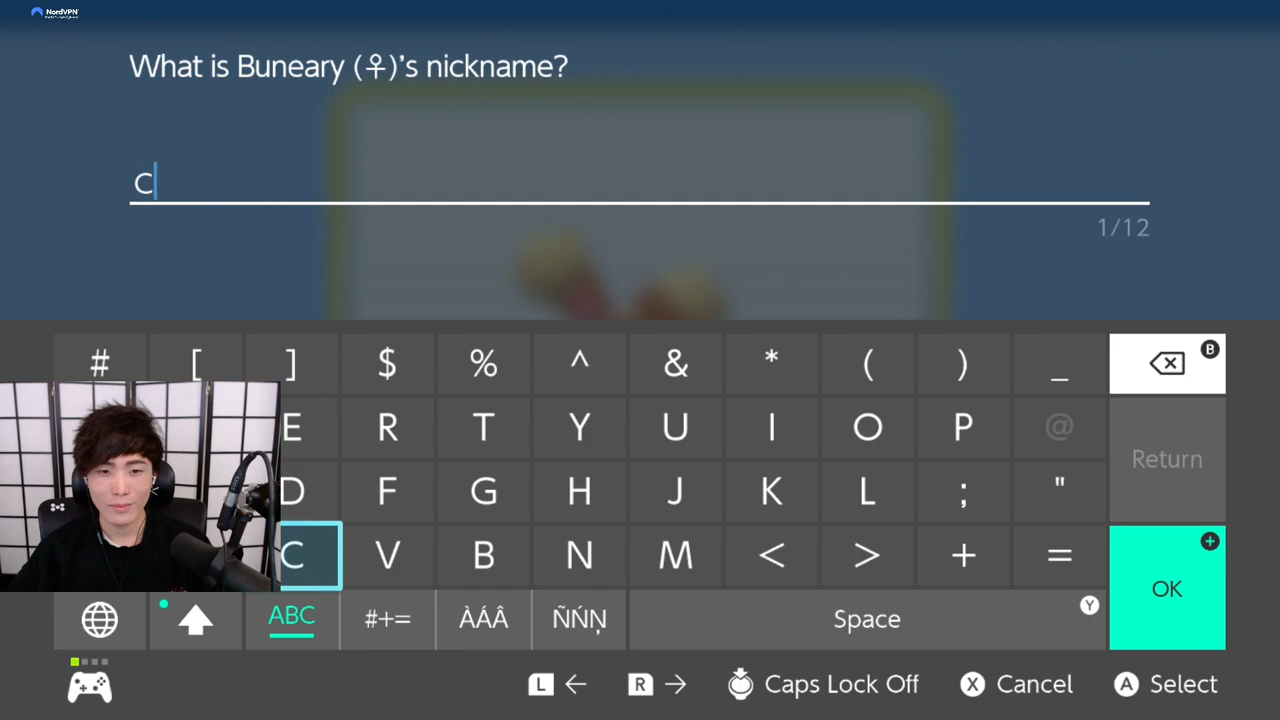 NordVPN
What is Buneary (♀)'s nickname?
C
1/12
# [ ] $ % ^ & * ( ) _ B
E R T Y U I O P @ Return
D F G H J K L ; "
C V B N M < > + = + OK
ABC #+= ÀÁÂ ÑŃŅ Space Y
L ← R → Caps Lock Off X Cancel A Select